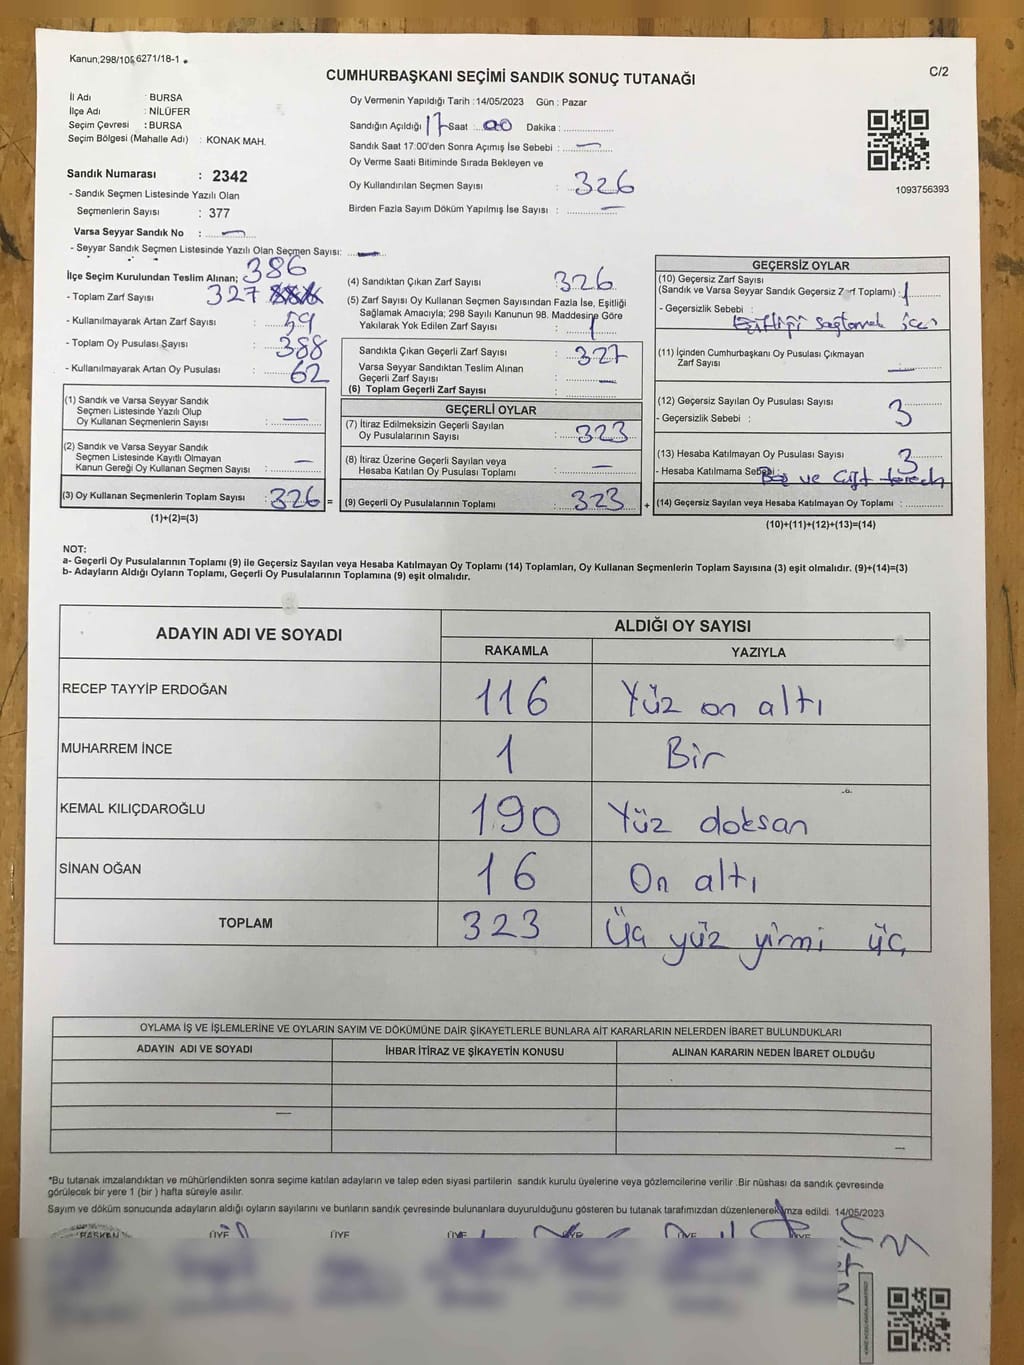 Kanun,298/105 6271/18-1
C/2
CUMHURBAŞKANI SEÇİMİ SANDIK SONUÇ TUTANAĞI
İl Adı : BURSA
İlçe Adı : NİLÜFER
Seçim Çevresi : BURSA
Seçim Bölgesi (Mahalle Adı) : KONAK MAH.
Sandık Numarası : 2342
- Sandık Seçmen Listesinde Yazılı Olan
Seçmenlerin Sayısı : 377
Varsa Seyyar Sandık No : —
- Seyyar Sandık Seçmen Listesinde Yazılı Olan Seçmen Sayısı: —
Oy Vermenin Yapıldığı Tarih : 14/05/2023 Gün : Pazar
Sandığın Açıldığı 17 Saat 00 Dakika :
Sandık Saat 17:00'den Sonra Açımış İse Sebebi : —
Oy Verme Saati Bitiminde Sırada Bekleyen ve
Oy Kullandırılan Seçmen Sayısı : 326
Birden Fazla Sayım Döküm Yapılmış İse Sayısı : —
1093756393
İlçe Seçim Kurulundan Teslim Alınan; 386
- Toplam Zarf Sayısı 327
- Kullanılmayarak Artan Zarf Sayısı : 59
- Toplam Oy Pusulası Sayısı : 388
- Kullanılmayarak Artan Oy Pusulası : 62
(1) Sandık ve Varsa Seyyar Sandık
Seçmen Listesinde Yazılı Olup
Oy Kullanan Seçmenlerin Sayısı : —
(2) Sandık ve Varsa Seyyar Sandık
Seçmen Listesinde Kayıtlı Olmayan
Kanun Gereği Oy Kullanan Seçmen Sayısı : —
(3) Oy Kullanan Seçmenlerin Toplam Sayısı : 326 =
(1)+(2)=(3)
(4) Sandıktan Çıkan Zarf Sayısı 326
(5) Zarf Sayısı Oy Kullanan Seçmen Sayısından Fazla İse, Eşitliği
Sağlamak Amacıyla; 298 Sayılı Kanunun 98. Maddesine Göre
Yakılarak Yok Edilen Zarf Sayısı : 1
Sandıkta Çıkan Geçerli Zarf Sayısı : 327
Varsa Seyyar Sandıktan Teslim Alınan
Geçerli Zarf Sayısı : —
(6) Toplam Geçerli Zarf Sayısı
GEÇERLİ OYLAR
(7) İtiraz Edilmeksizin Geçerli Sayılan
Oy Pusulalarının Sayısı : 323
(8) İtiraz Üzerine Geçerli Sayılan veya
Hesaba Katılan Oy Pusulası Toplamı : —
(9) Geçerli Oy Pusulalarının Toplamı : 323 +
GEÇERSİZ OYLAR
(10) Geçersiz Zarf Sayısı
(Sandık ve Varsa Seyyar Sandık Geçersiz Zarf Toplamı) : 1
- Geçersizlik Sebebi : Eşitliği sağlamak için
(11) İçinden Cumhurbaşkanı Oy Pusulası Çıkmayan
Zarf Sayısı : —
(12) Geçersiz Sayılan Oy Pusulası Sayısı : 3
- Geçersizlik Sebebi :
(13) Hesaba Katılmayan Oy Pusulası Sayısı : 3
- Hesaba Katılmama Sebebi : ve çift tercih
(14) Geçersiz Sayılan veya Hesaba Katılmayan Oy Toplamı :
(10)+(11)+(12)+(13)=(14)
NOT:
a- Geçerli Oy Pusulalarının Toplamı (9) ile Geçersiz Sayılan veya Hesaba Katılmayan Oy Toplamı (14) Toplamları, Oy Kullanan Seçmenlerin Toplam Sayısına (3) eşit olmalıdır. (9)+(14)=(3)
b- Adayların Aldığı Oyların Toplamı, Geçerli Oy Pusulalarının Toplamına (9) eşit olmalıdır.
ADAYIN ADI VE SOYADI
ALDIĞI OY SAYISI
RAKAMLA YAZIYLA
RECEP TAYYİP ERDOĞAN 116 Yüz on altı
MUHARREM İNCE 1 Bir
KEMAL KILIÇDAROĞLU 190 Yüz doksan
SİNAN OĞAN 16 On altı
TOPLAM 323 Üç yüz yirmi üç
OYLAMA İŞ VE İŞLEMLERİNE VE OYLARIN SAYIM VE DÖKÜMÜNE DAİR ŞİKAYETLERLE BUNLARA AİT KARARLARIN NELERDEN İBARET BULUNDUKLARI
ADAYIN ADI VE SOYADI İHBAR İTİRAZ VE ŞİKAYETİN KONUSU ALINAN KARARIN NEDEN İBARET OLDUĞU
*Bu tutanak imzalandıktan ve mühürlendikten sonra seçime katılan adayların ve talep eden siyasi partilerin sandık kurulu üyelerine veya gözlemcilerine verilir .Bir nüshası da sandık çevresinde
görülecek bir yere 1 (bir ) hafta süreyle asılır.
Sayım ve döküm sonucunda adayların aldığı oyların sayılarını ve bunların sandık çevresinde bulunanlara duyurulduğunu gösteren bu tutanak tarafımızdan düzenlenerek imza edildi. 14/05/2023
BAŞKAN ÜYE ÜYE ÜYE ÜYE ÜYE ÜYE